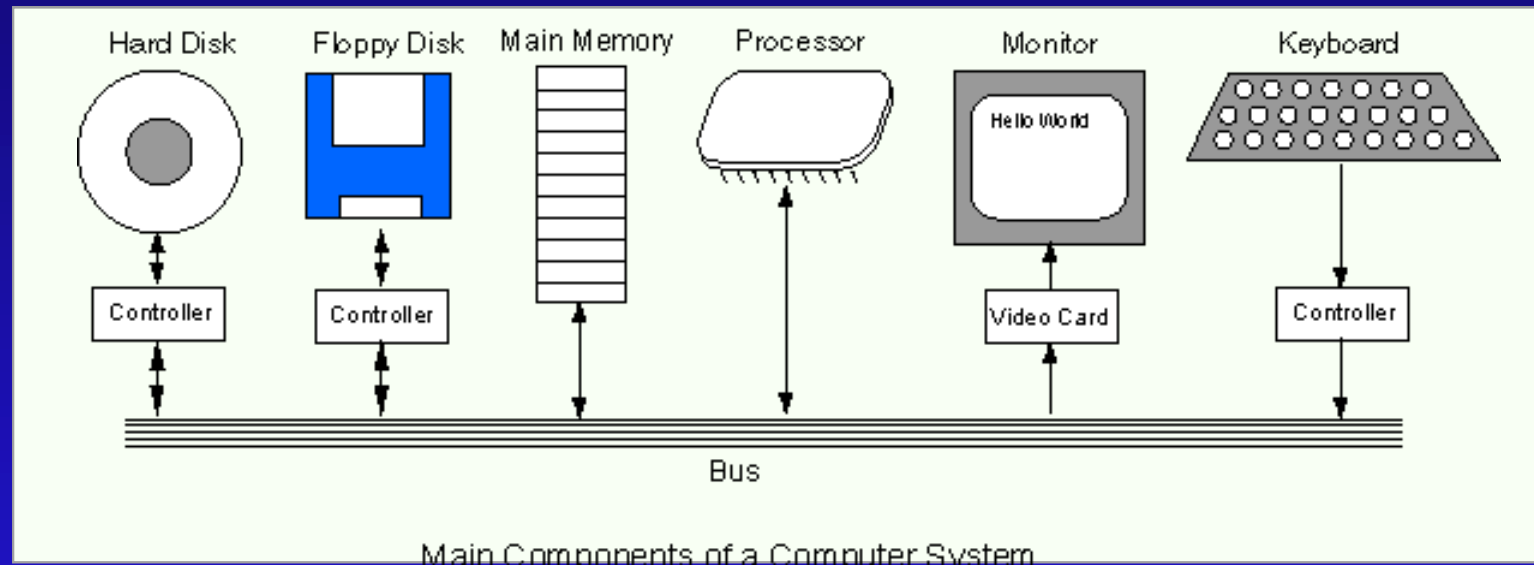 Hard Disk
Floppy Disk
Main Memory
Processor
Monitor
Keyboard
Hello World
Controller
Controller
Video Card
Controller
Bus
Main Components of a Computer System